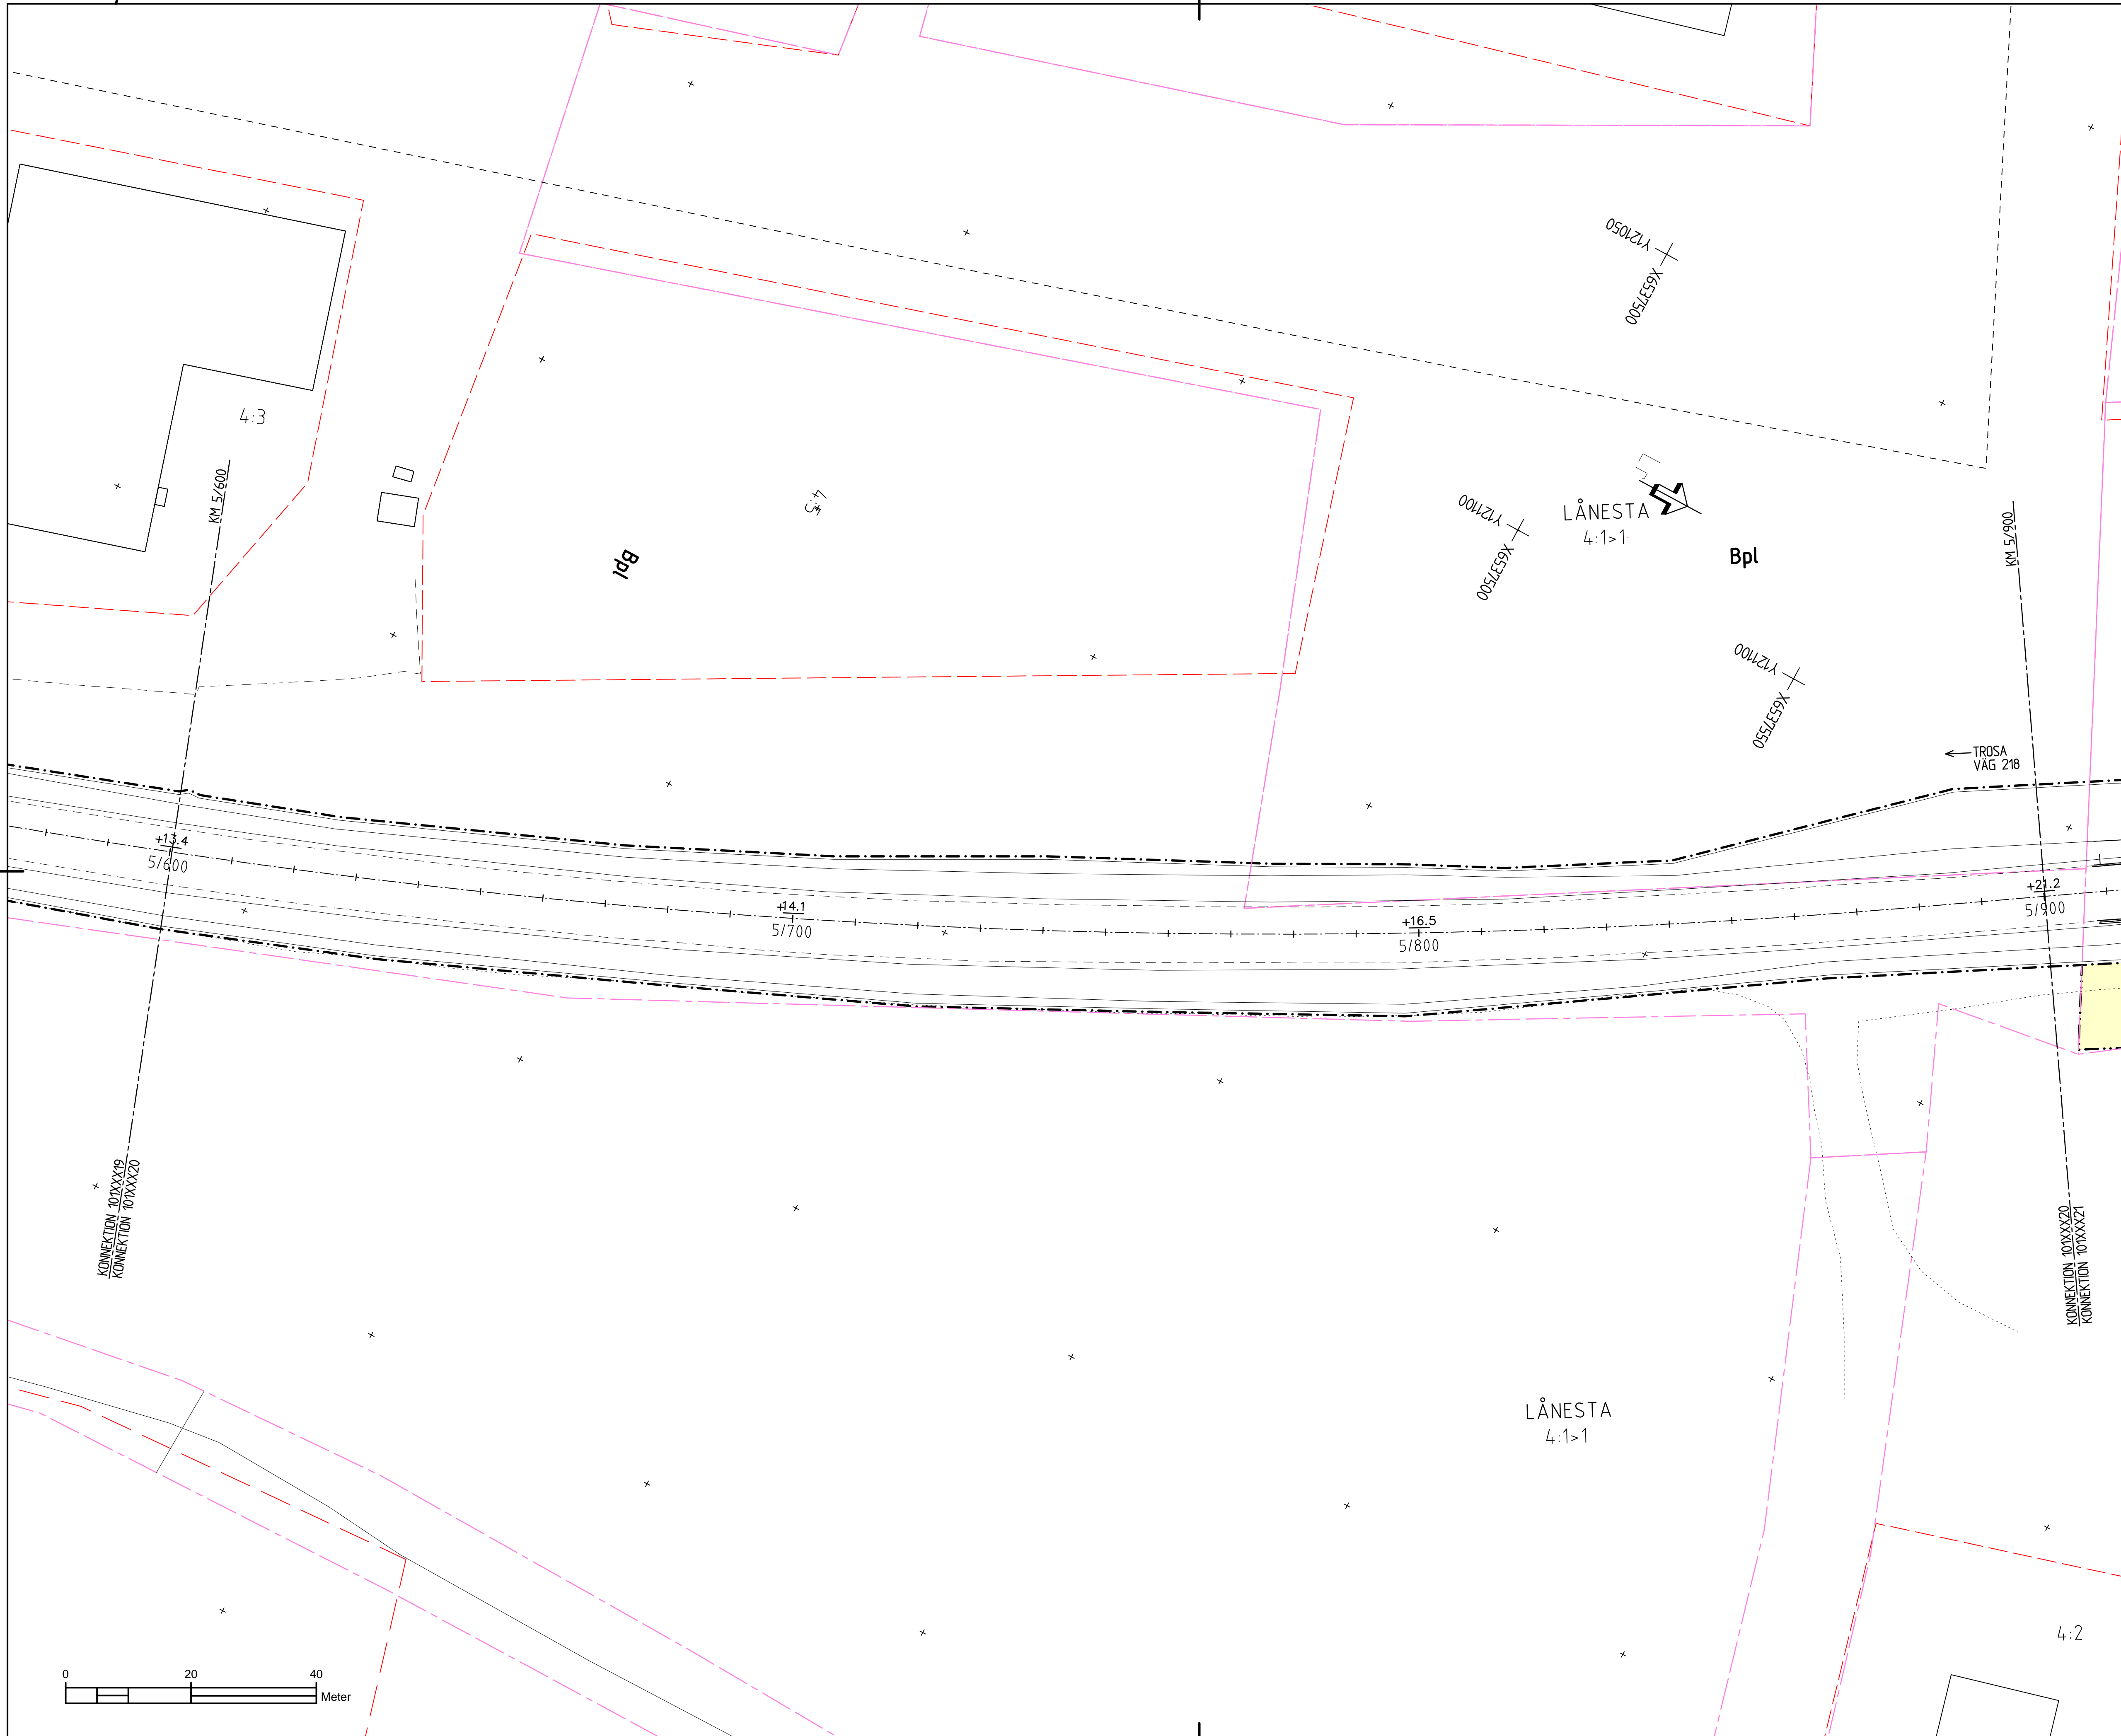 Y121050
X6537500
4:3
KM 5/600
4:5
Y121100
X6537500
LÅNESTA
4:1>1
KM 5/900
Bpl
Bpl
Y121100
X6537550
TROSA
VÄG 218
+13.4
5/600
+14.1
5/700
+16.5
5/800
+21.2
5/900
KONNEKTION 101XXX19
KONNEKTION 101XXX20
KONNEKTION 101XXX20
KONNEKTION 101XXX21
LÅNESTA
4:1>1
4:2
0 20 40
Meter